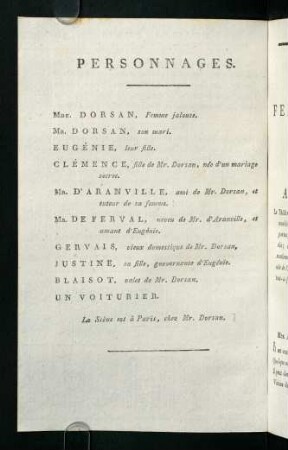 PERSONNAGES.
Mme. DORSAN, Femme jalouse.
Mr. DORSAN, son mari.
EUGÉNIE, leur fille.
CLÉMENCE, fille de Mr. Dorsan, née d'un mariage
secret.
Mr. D'ARANVILLE, ami de Mr. Dorsan, et
tuteur de sa femme.
Mr. DE FERVAL, neveu de Mr. d'Aranville, et
amant d'Eugénie.
GERVAIS, vieux domestique de Mr. Dorsan,
JUSTINE, sa fille, gouvernante d'Eugénie.
BLAISOT, valet de Mr. Dorsan.
UN VOITURIER.
La Scène est à Paris, chez Mr. Dorsan.
FE
A